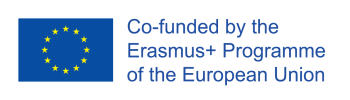 Co-funded by the
Erasmus+ Programme
of the European Union